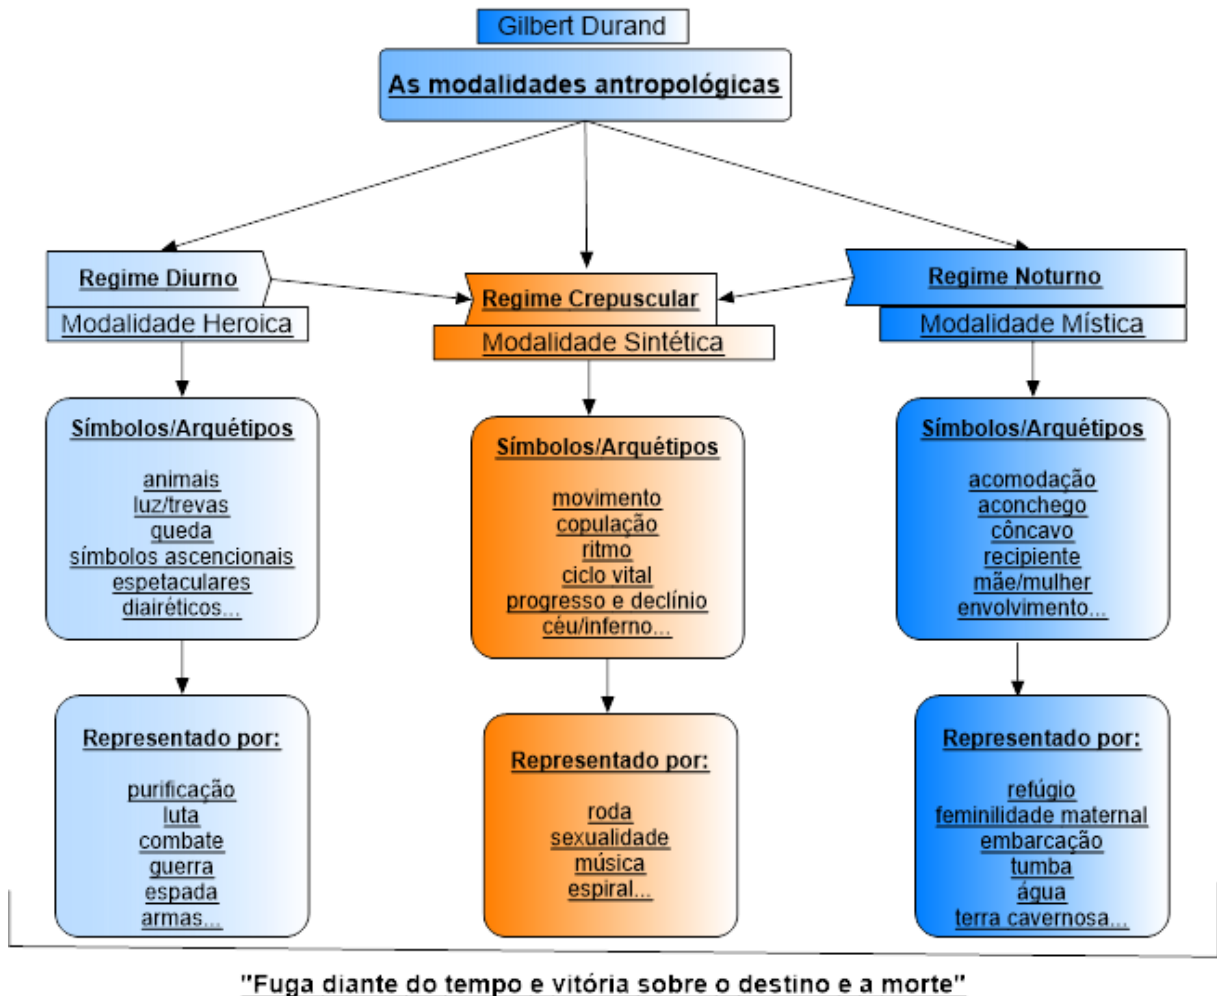 Gilbert Durand
As modalidades antropológicas
Regime Diurno
Modalidade Heroica
Símbolos/Arquétipos
animais
luz/trevas
queda
símbolos ascencionais
espetaculares
diairéticos...
Representado por:
purificação
luta
combate
guerra
espada
armas...
Regime Crepuscular
Modalidade Sintética
Símbolos/Arquétipos
movimento
copulação
ritmo
ciclo vital
progresso e declínio
céu/inferno...
Representado por:
roda
sexualidade
música
espiral...
Regime Noturno
Modalidade Mística
Símbolos/Arquétipos
acomodação
aconchego
côncavo
recipiente
mãe/mulher
envolvimento...
Representado por:
refúgio
feminilidade maternal
embarcação
tumba
água
terra cavernosa...
"Fuga diante do tempo e vitória sobre o destino e a morte"